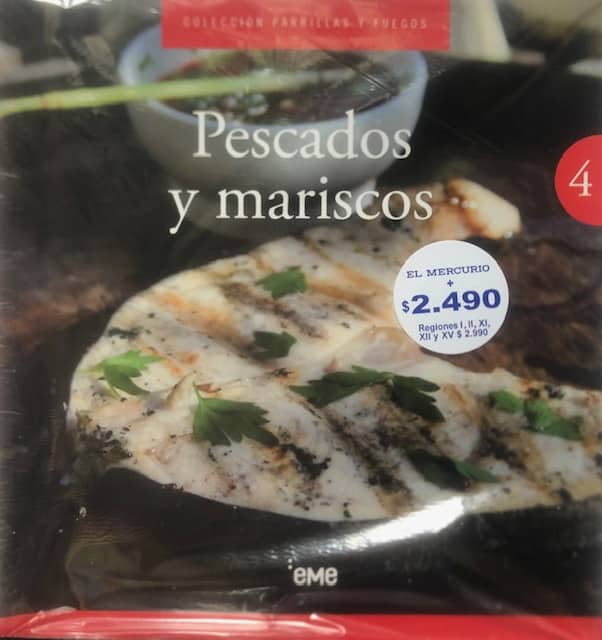 COLECCIÓN PARRILLAS Y FUEGOS
Pescados
y mariscos
4
EL MERCURIO
+
$2.490
Regiones I, II, XI,
XII y XV $ 2.990
eMe